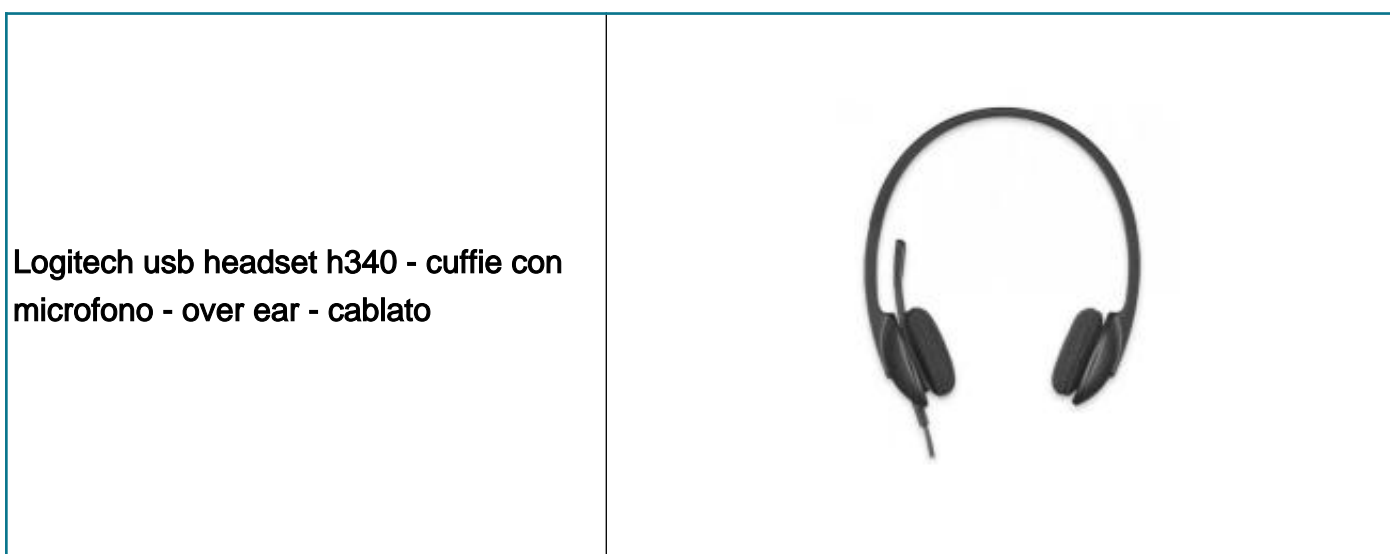 Logitech usb headset h340 - cuffie con
microfono - over ear - cablato